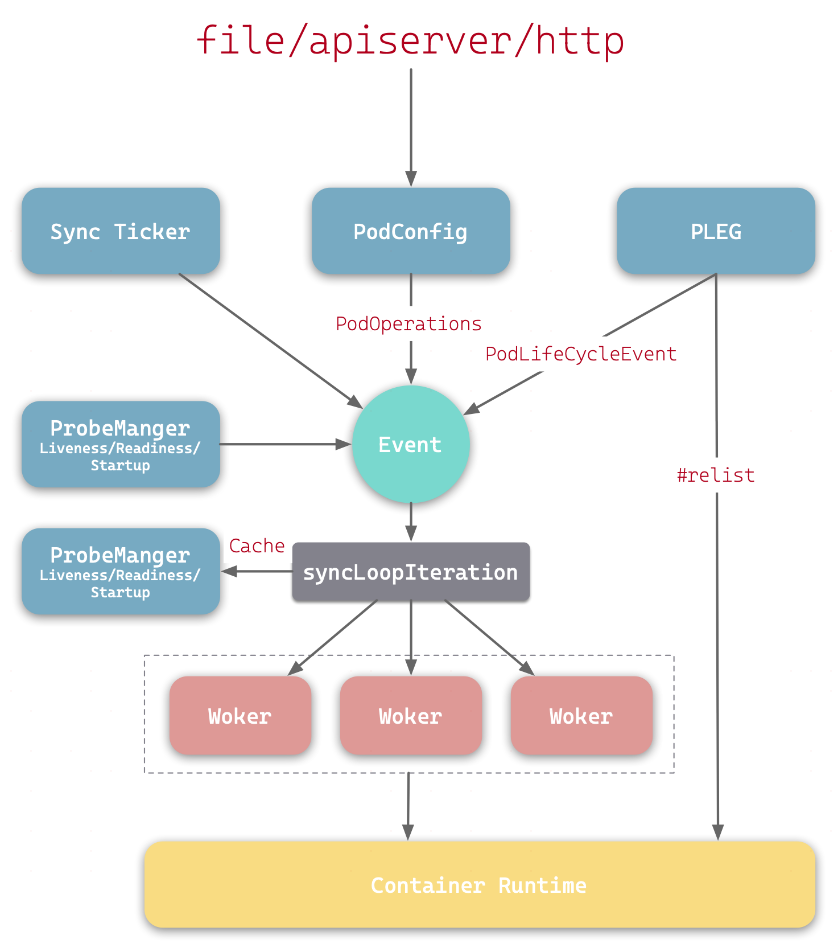 file/apiserver/http
Sync Ticker
PodConfig
PLEG
PodOperations
PodLifeCycleEvent
ProbeManger
Liveness/Readiness/
Startup
Event
#relist
ProbeManger
Liveness/Readiness/
Startup
Cache
syncLoopIteration
Woker
Woker
Woker
Container Runtime